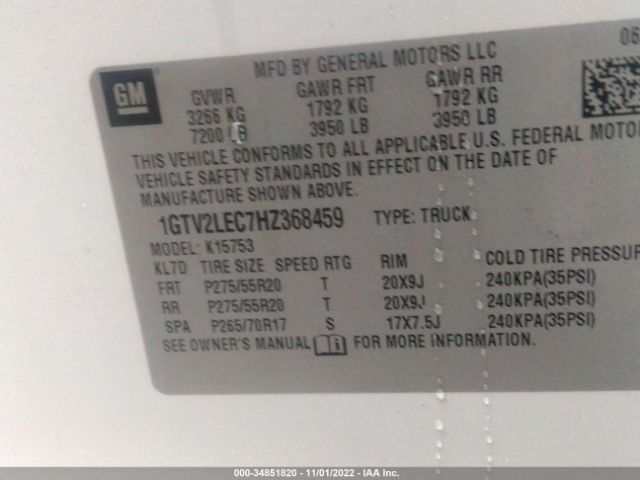 MFD BY GENERAL MOTORS LLC 06
GM GVWR GAWR FRT GAWR RR
3266 KG 1792 KG 1792 KG
7200 LB 3950 LB 3950 LB
THIS VEHICLE CONFORMS TO ALL APPLICABLE U.S. FEDERAL MOTOR
VEHICLE SAFETY STANDARDS IN EFFECT ON THE DATE OF
MANUFACTURE SHOWN ABOVE.
1GTV2LEC7HZ368459 TYPE: TRUCK
MODEL: K15753
KL7D TIRE SIZE SPEED RTG RIM COLD TIRE PRESSUR
FRT P275/55R20 T 20X9J 240KPA(35PSI)
RR P275/55R20 T 20X9J 240KPA(35PSI)
SPA P265/70R17 S 17X7.5J 240KPA(35PSI)
SEE OWNER'S MANUAL FOR MORE INFORMATION.
000-34851820 - 11/01/2022 - IAA Inc.